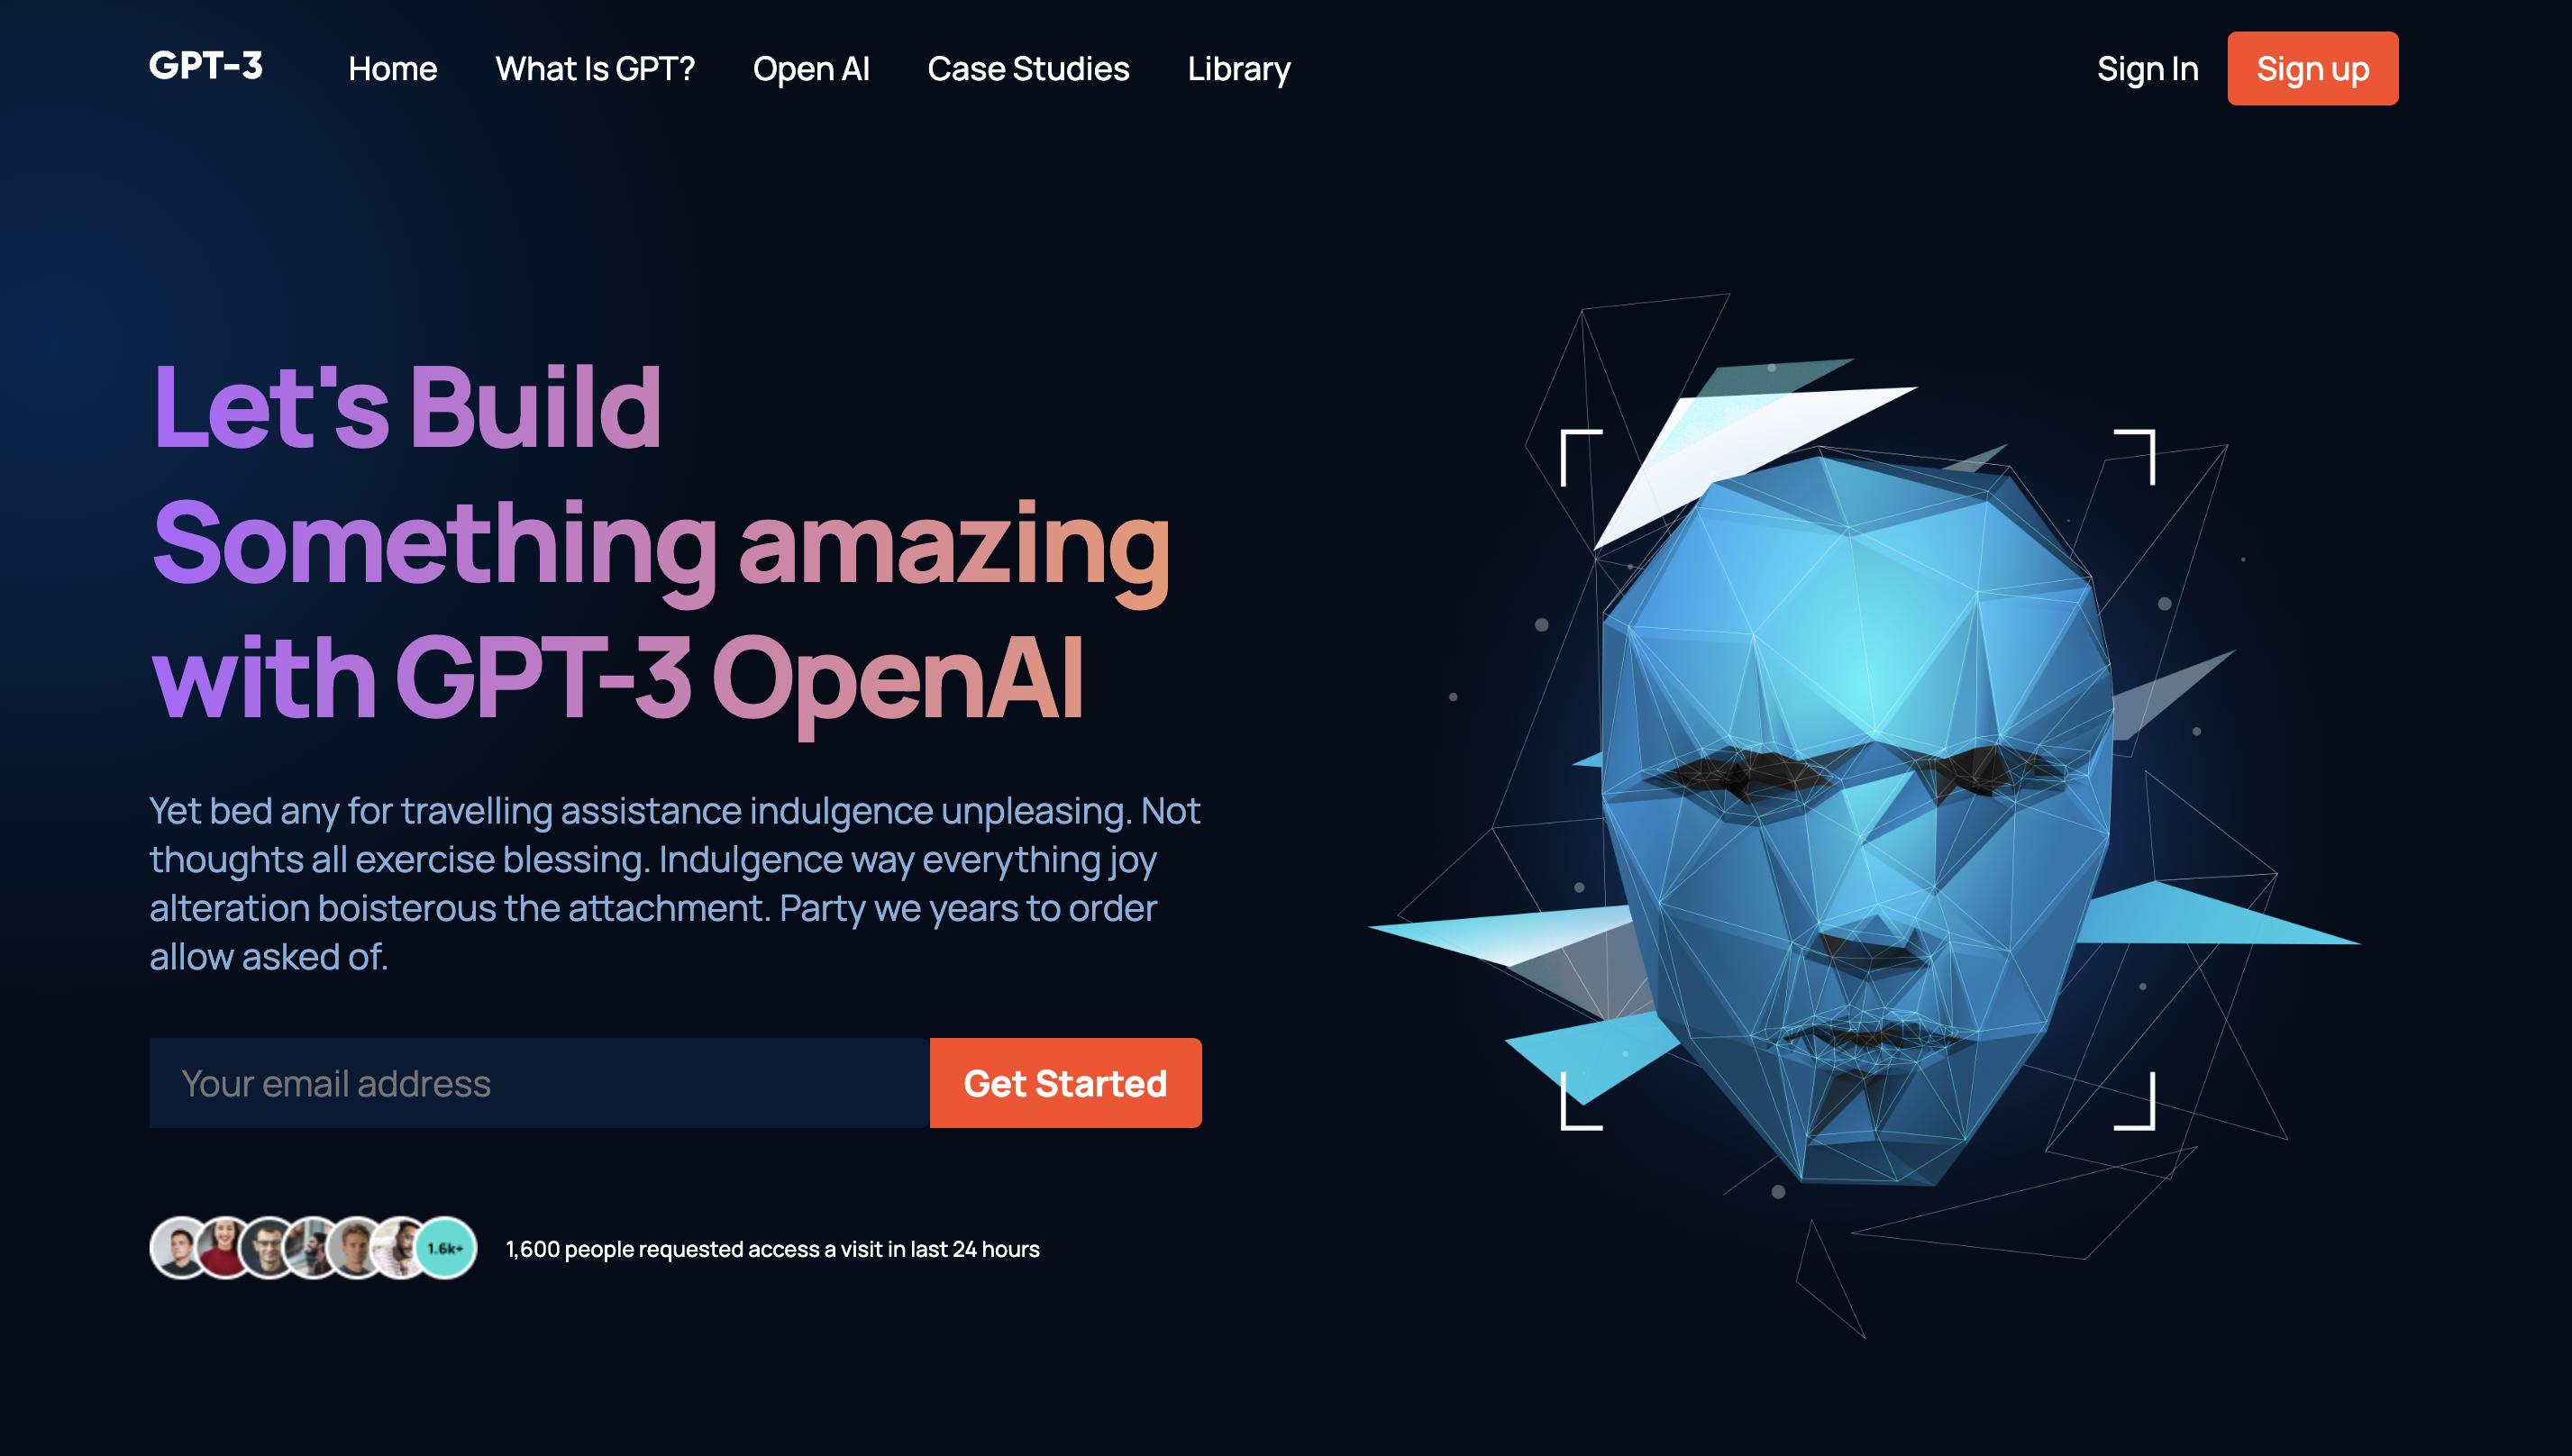 GPT-3
Home
What Is GPT?
Open AI
Case Studies
Library
Sign In
Sign up
Let's Build
Something amazing
with GPT-3 OpenAI
Yet bed any for travelling assistance indulgence unpleasing. Not
thoughts all exercise blessing. Indulgence way everything joy
alteration boisterous the attachment. Party we years to order
allow asked of.
Your email address
Get Started
1.6k+
1,600 people requested access a visit in last 24 hours